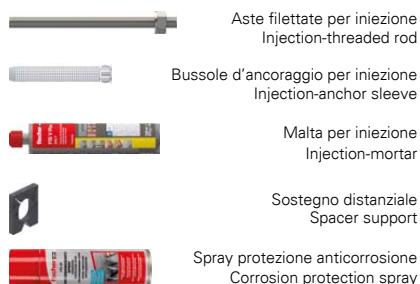 Aste filettate per iniezione
Injection-threaded rod
Bussole d'ancoraggio per iniezione
Injection-anchor sleeve
Malta per iniezione
Injection-mortar
Sostegno distanziale
Spacer support
Spray protezione anticorrosione
Corrosion protection spray